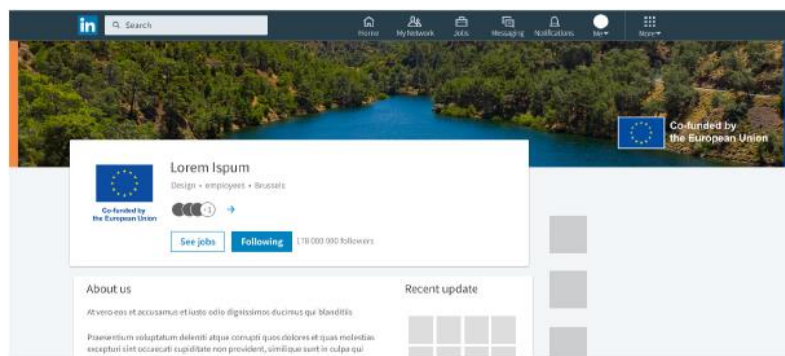 in
Search
Home
My Network
Jobs
Messaging
Notifications
Me
More
Co-funded by
the European Union
Lorem Ispum
Design • employees • Brussels
Co-funded by
the European Union
+3
See jobs
Following
178 000 000 followers
About us
Recent update
At vero eos et accusamus et iusto odio dignissimos ducimus qui blanditiis
Praesentium voluptatum deleniti atque corrupti quos dolores et quas molestias
excepturi sint occaecati cupiditate non provident, similique sunt in culpa qui